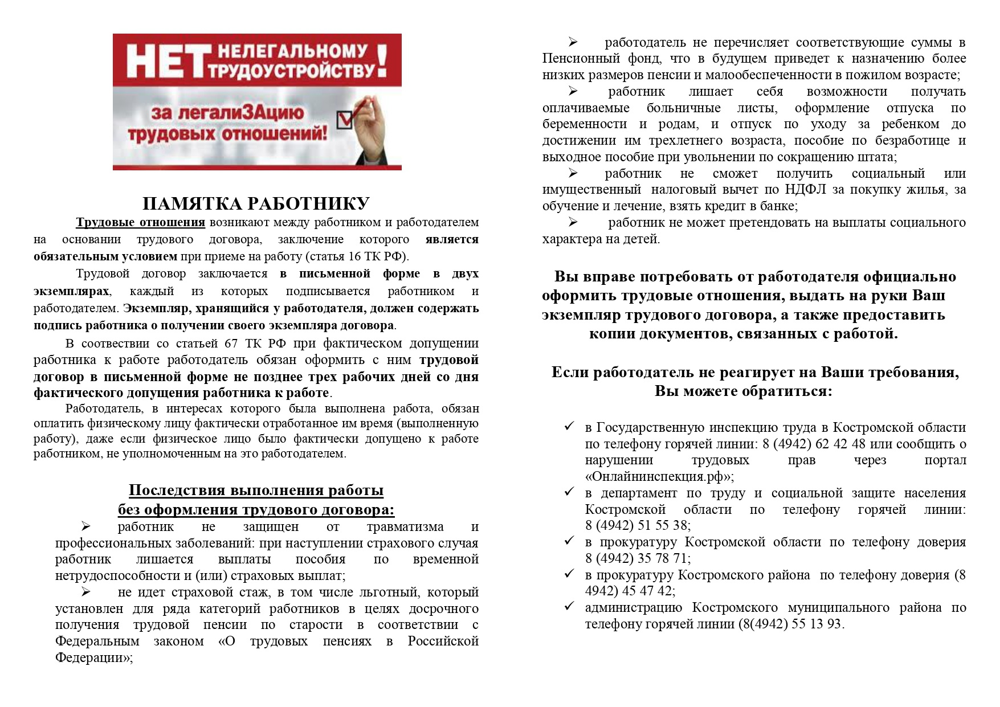 НЕТ НЕЛЕГАЛЬНОМУ
ТРУДОУСТРОЙСТВУ!
за легалиЗАцию
трудовых отношений!
ПАМЯТКА РАБОТНИКУ
Трудовые отношения возникают между работником и работодателем
на основании трудового договора, заключение которого является
обязательным условием при приеме на работу (статья 16 ТК РФ).
Трудовой договор заключается в письменной форме в двух
экземплярах, каждый из которых подписывается работником и
работодателем. Экземпляр, хранящийся у работодателя, должен содержать
подпись работника о получении своего экземпляра договора.
В соотвествии со статьей 67 ТК РФ при фактическом допущении
работника к работе работодатель обязан оформить с ним трудовой
договор в письменной форме не позднее трех рабочих дней со дня
фактического допущения работника к работе.
Работодатель, в интересах которого была выполнена работа, обязан
оплатить физическому лицу фактически отработанное им время (выполненную
работу), даже если физическое лицо было фактически допущено к работе
работником, не уполномоченным на это работодателем.
Последствия выполнения работы
без оформления трудового договора:
➢ работник не защищен от травматизма и
профессиональных заболеваний: при наступлении страхового случая
работник лишается выплаты пособия по временной
нетрудоспособности и (или) страховых выплат;
➢ не идет страховой стаж, в том числе льготный, который
установлен для ряда категорий работников в целях досрочного
получения трудовой пенсии по старости в соответствии с
Федеральным законом «О трудовых пенсиях в Российской
Федерации»;
➢ работодатель не перечисляет соответствующие суммы в
Пенсионный фонд, что в будущем приведет к назначению более
низких размеров пенсии и малообеспеченности в пожилом возрасте;
➢ работник лишает себя возможности получать
оплачиваемые больничные листы, оформление отпуска по
беременности и родам, и отпуск по уходу за ребенком до
достижении им трехлетнего возраста, пособие по безработице и
выходное пособие при увольнении по сокращению штата;
➢ работник не сможет получить социальный или
имущественный налоговый вычет по НДФЛ за покупку жилья, за
обучение и лечение, взять кредит в банке;
➢ работник не может претендовать на выплаты социального
характера на детей.
Вы вправе потребовать от работодателя официально
оформить трудовые отношения, выдать на руки Ваш
экземпляр трудового договора, а также предоставить
копии документов, связанных с работой.
Если работодатель не реагирует на Ваши требования,
Вы можете обратиться:
✓ в Государственную инспекцию труда в Костромской области
по телефону горячей линии: 8 (4942) 62 42 48 или сообщить о
нарушении трудовых прав через портал
«Онлайнинспекция.рф»;
✓ в департамент по труду и социальной защите населения
Костромской области по телефону горячей линии:
8 (4942) 51 55 38;
✓ в прокуратуру Костромской области по телефону доверия
8 (4942) 35 78 71;
✓ в прокуратуру Костромского района по телефону доверия (8
4942) 45 47 42;
✓ администрацию Костромского муниципального района по
телефону горячей линии (8(4942) 55 13 93.